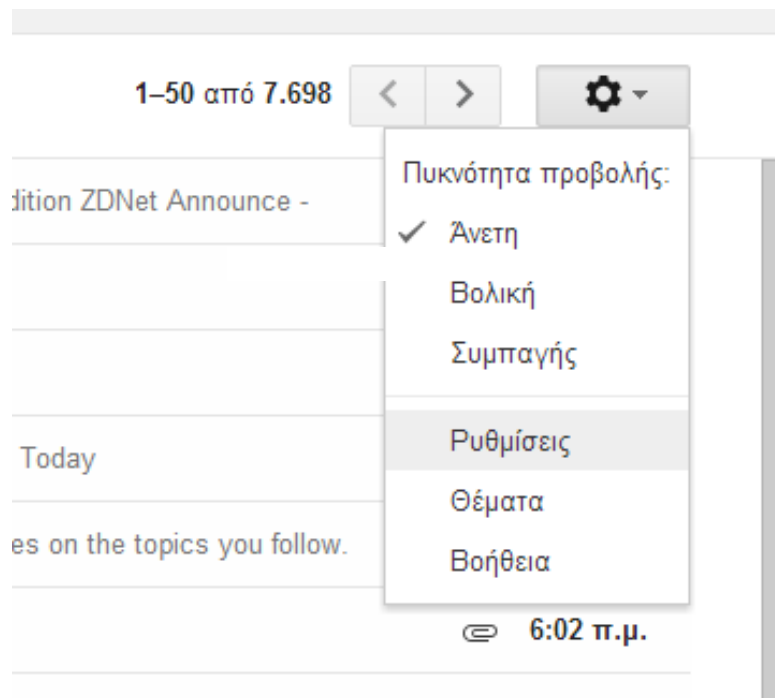 1–50 από 7.698
Πυκνότητα προβολής:
dition ZDNet Announce -
Άνετη
Βολική
Συμπαγής
Ρυθμίσεις
Today
Θέματα
es on the topics you follow.
Βοήθεια
6:02 π.μ.